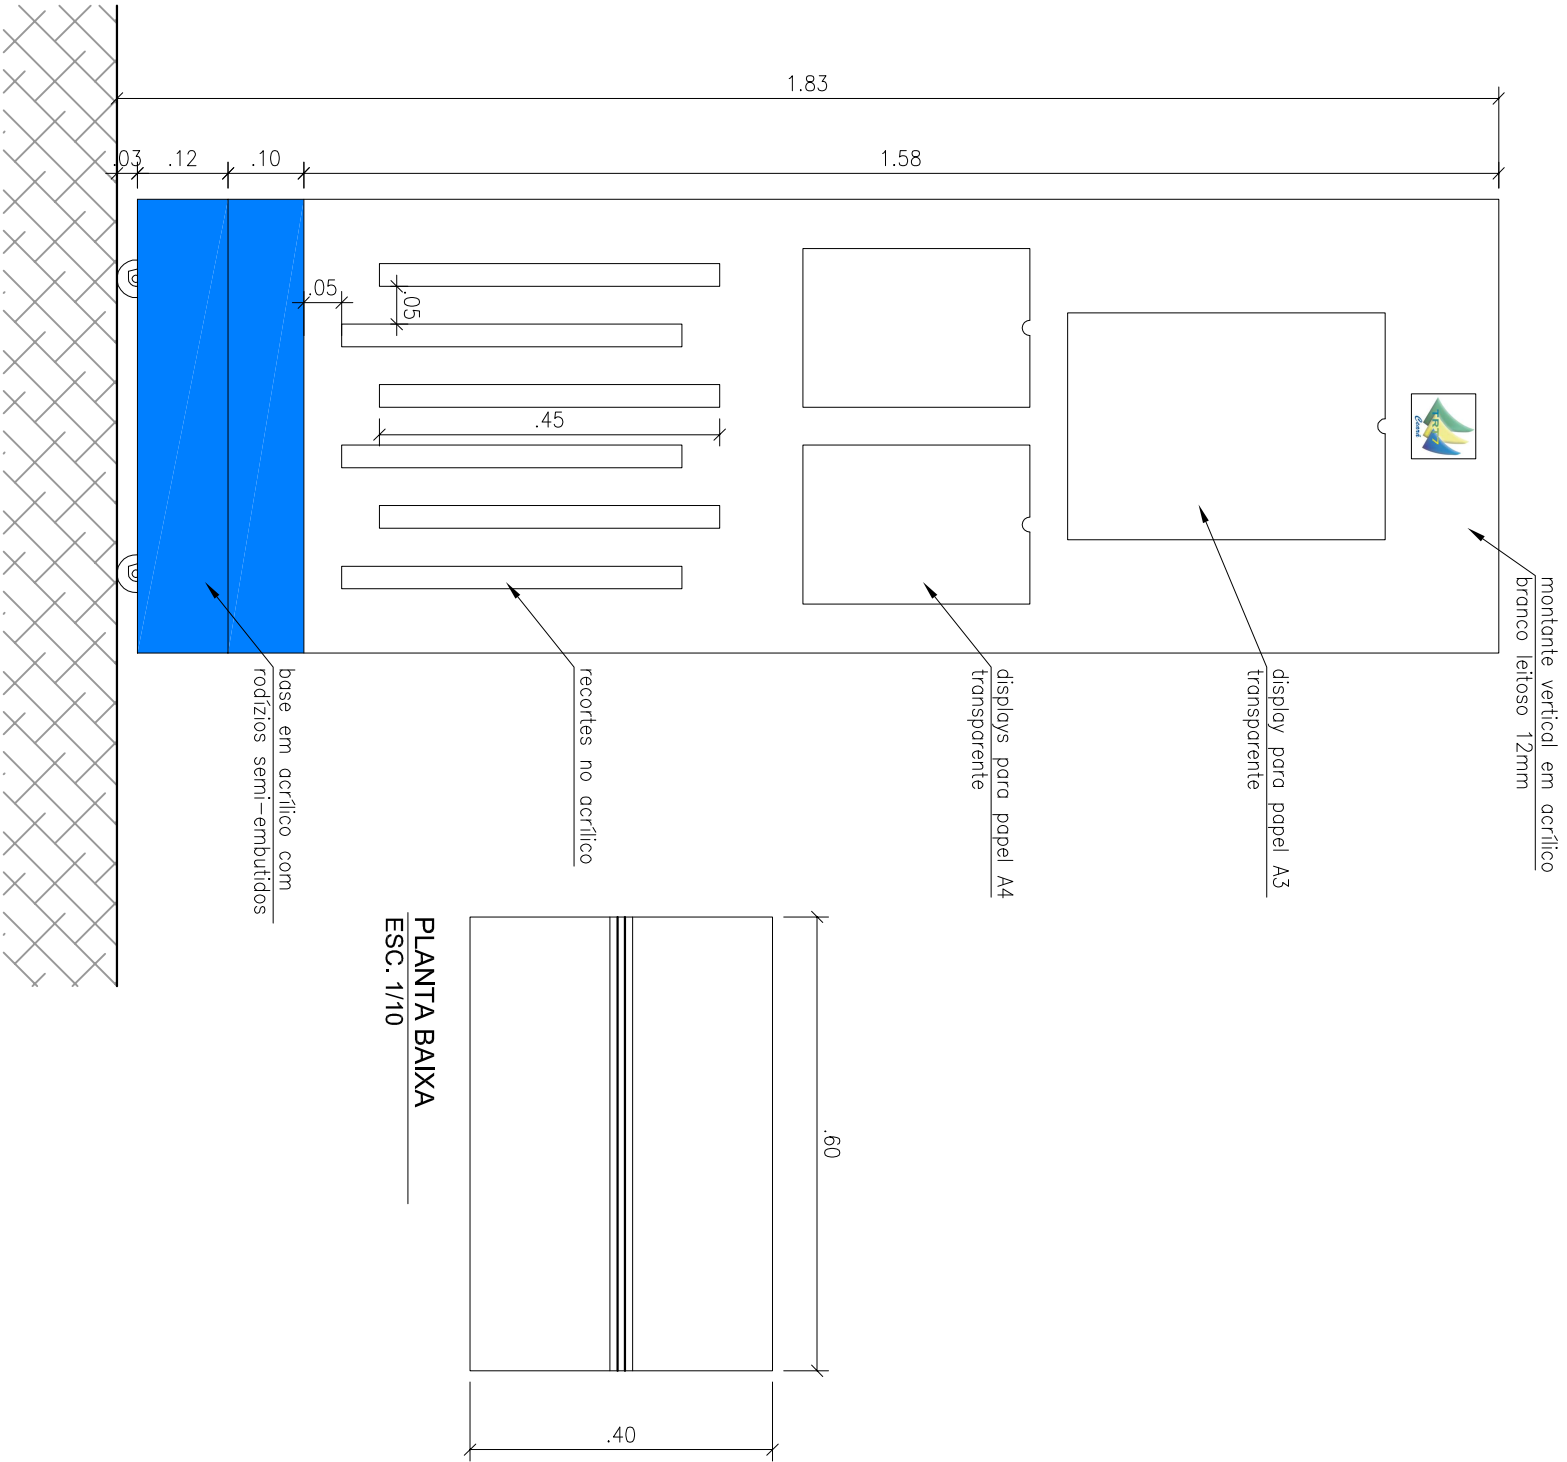 1.83
.03
.12
.10
1.58
.05
.05
.45
TRT7
Ceará
montante vertical em acrílico
branco leitoso 12mm
display para papel A3
transparente
displays para papel A4
transparente
recortes no acrílico
base em acrílico com
rodízios semi-embutidos
.60
.40
PLANTA BAIXA
ESC. 1/10